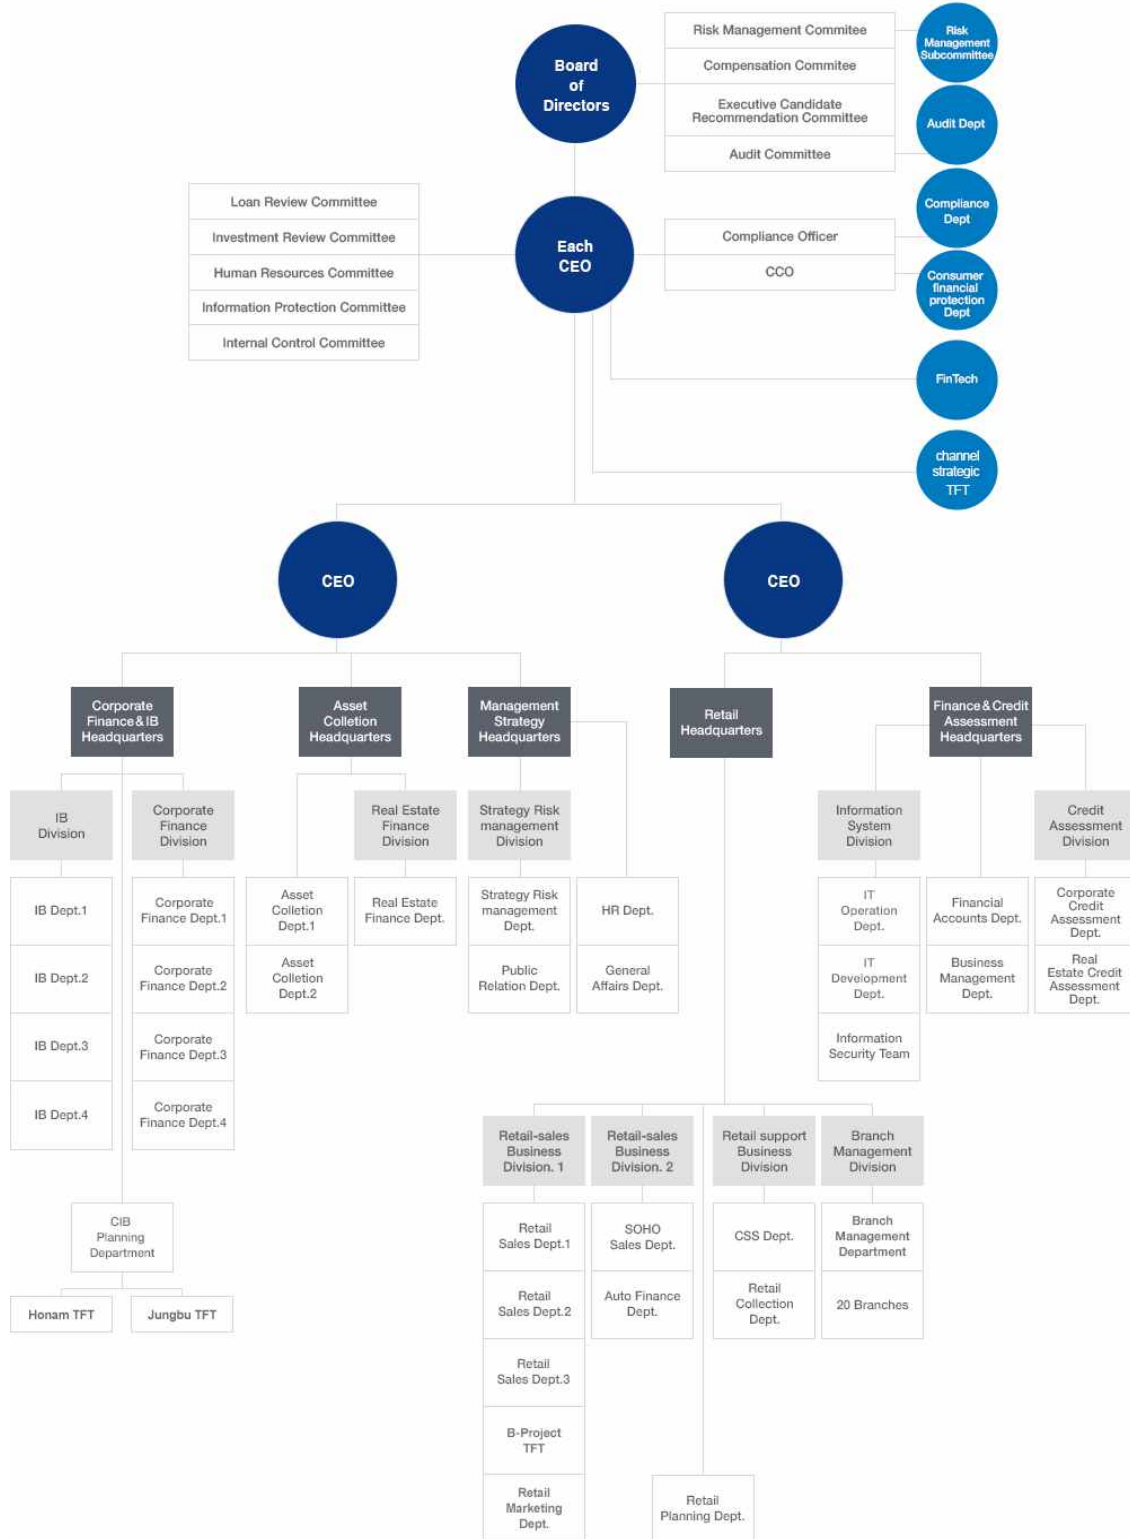 Board
of
Directors
Risk Management Commitee
Compensation Commitee
Executive Candidate
Recommendation Committee
Audit Committee
Risk
Management
Subcommittee
Audit Dept
Loan Review Committee
Investment Review Committee
Human Resources Committee
Information Protection Committee
Internal Control Committee
Each
CEO
Compliance Officer
CCO
Compliance
Dept
Consumer
financial
protection
Dept
FinTech
channel
strategic
TFT
CEO
CEO
Corporate
Finance & IB
Headquarters
Asset
Colletion
Headquarters
Management
Strategy
Headquarters
Retail
Headquarters
Finance & Credit
Assessment
Headquarters
IB
Division
Corporate
Finance
Division
Real Estate
Finance
Division
Strategy Risk
management
Division
Information
System
Division
Credit
Assessment
Division
IB Dept.1
IB Dept.2
IB Dept.3
IB Dept.4
Corporate
Finance Dept.1
Corporate
Finance Dept.2
Corporate
Finance Dept.3
Corporate
Finance Dept.4
Asset
Colletion
Dept.1
Asset
Colletion
Dept.2
Real Estate
Finance Dept.
Strategy Risk
management
Dept.
Public
Relation Dept.
HR Dept.
General
Affairs Dept.
IT
Operation
Dept.
IT
Development
Dept.
Information
Security Team
Financial
Accounts Dept.
Business
Management Dept.
Corporate
Credit
Assessment
Dept.
Real
Estate Credit
Assessment
Dept.
CIB
Planning
Department
Honam TFT
Jungbu TFT
Retail-sales
Business
Division. 1
Retail-sales
Business
Division. 2
Retail support
Business
Division
Branch
Management
Division
Retail
Sales Dept.1
Retail
Sales Dept.2
Retail
Sales Dept.3
B-Project
TFT
Retail
Marketing
Dept.
SOHO
Sales Dept.
Auto Finance
Dept.
Retail
Planning Dept.
CSS Dept.
Retail
Collection
Dept.
Branch
Management
Department
20 Branches